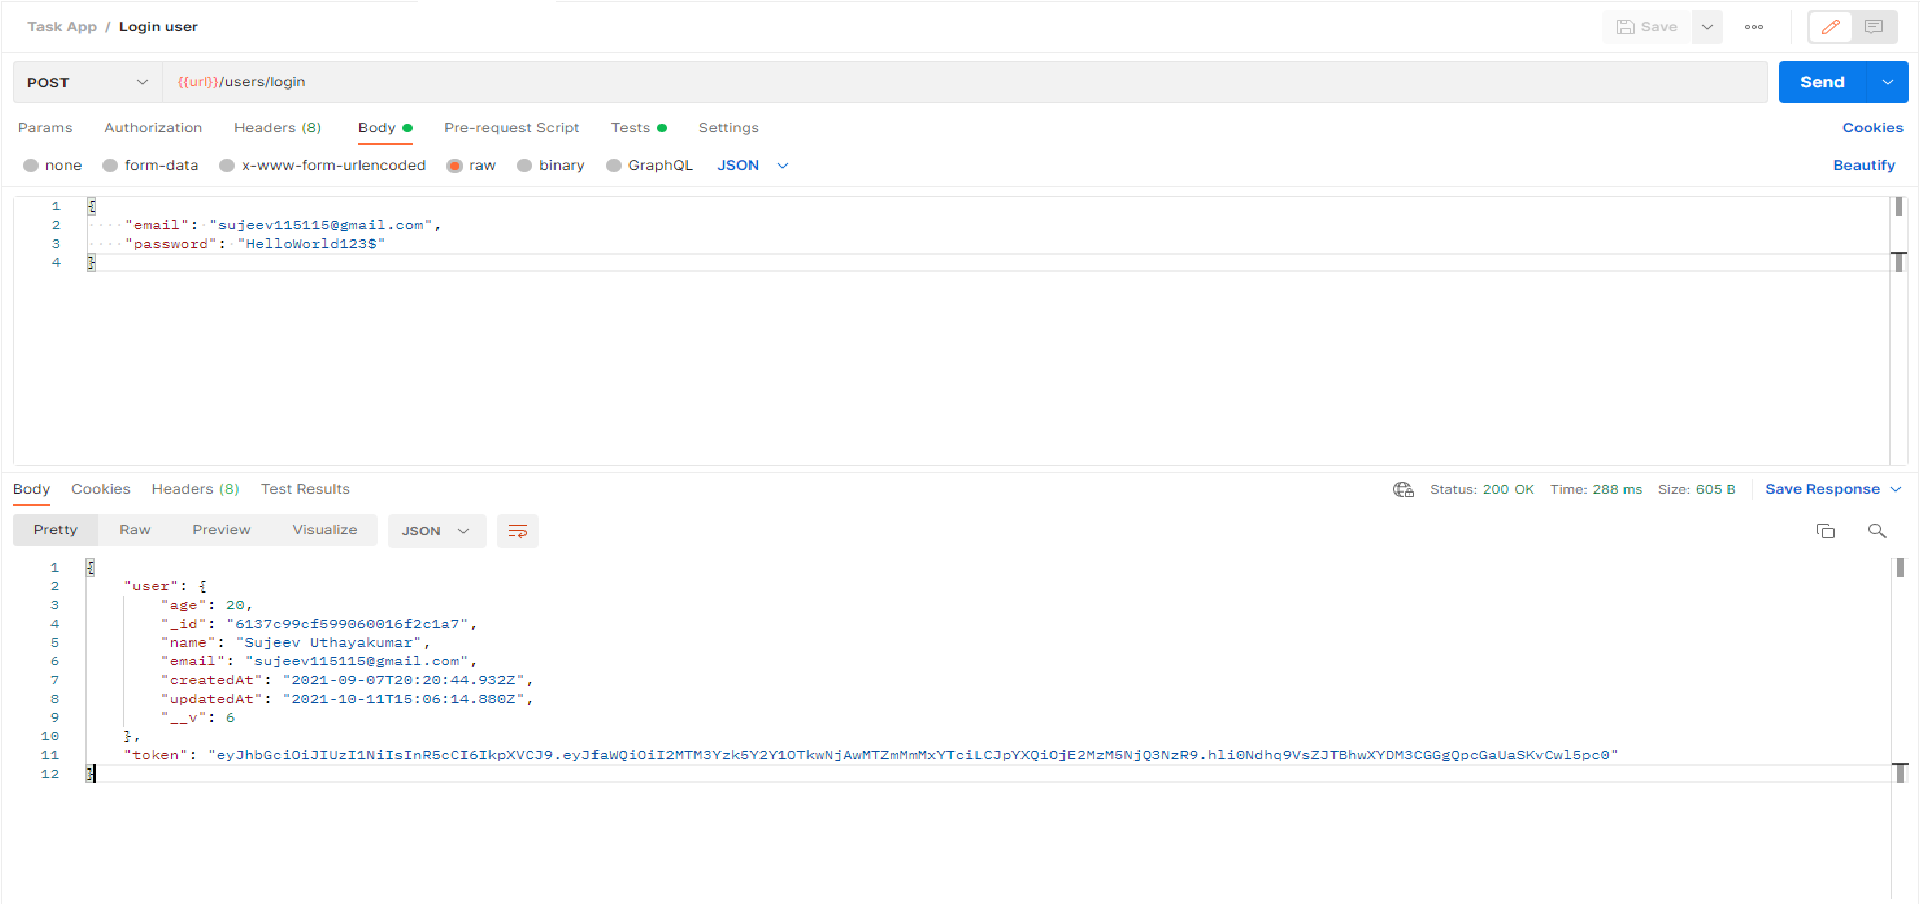 Task App / Login user
Save
POST {{url}}/users/login Send
Params Authorization Headers (8) Body Pre-request Script Tests Settings Cookies
none form-data x-www-form-urlencoded raw binary GraphQL JSON Beautify
1 {
2 "email": "sujeev115115@gmail.com",
3 "password": "HelloWorld123$"
4 }
Body Cookies Headers (8) Test Results Status: 200 OK Time: 288 ms Size: 605 B Save Response
Pretty Raw Preview Visualize JSON
1 {
2 "user": {
3 "age": 20,
4 "_id": "6137c99cf599060016f2c1a7",
5 "name": "Sujeev Uthayakumar",
6 "email": "sujeev115115@gmail.com",
7 "createdAt": "2021-09-07T20:20:44.932Z",
8 "updatedAt": "2021-10-11T15:06:14.880Z",
9 "__v": 6
10 },
11 "token": "eyJhbGciOiJIUzI1NiIsInR5cCI6IkpXVCJ9.eyJfaWQiOiI2MTM3Yzk5Y2Y1OTkwNjAwMTZmMmMxYTciLCJpYXQiOjE2MzM5NjQ3NzR9.hli0Ndhq9VsZJTBhwXYDM3CGGgQpcGaUaSKvCwl5pc0"
12 }